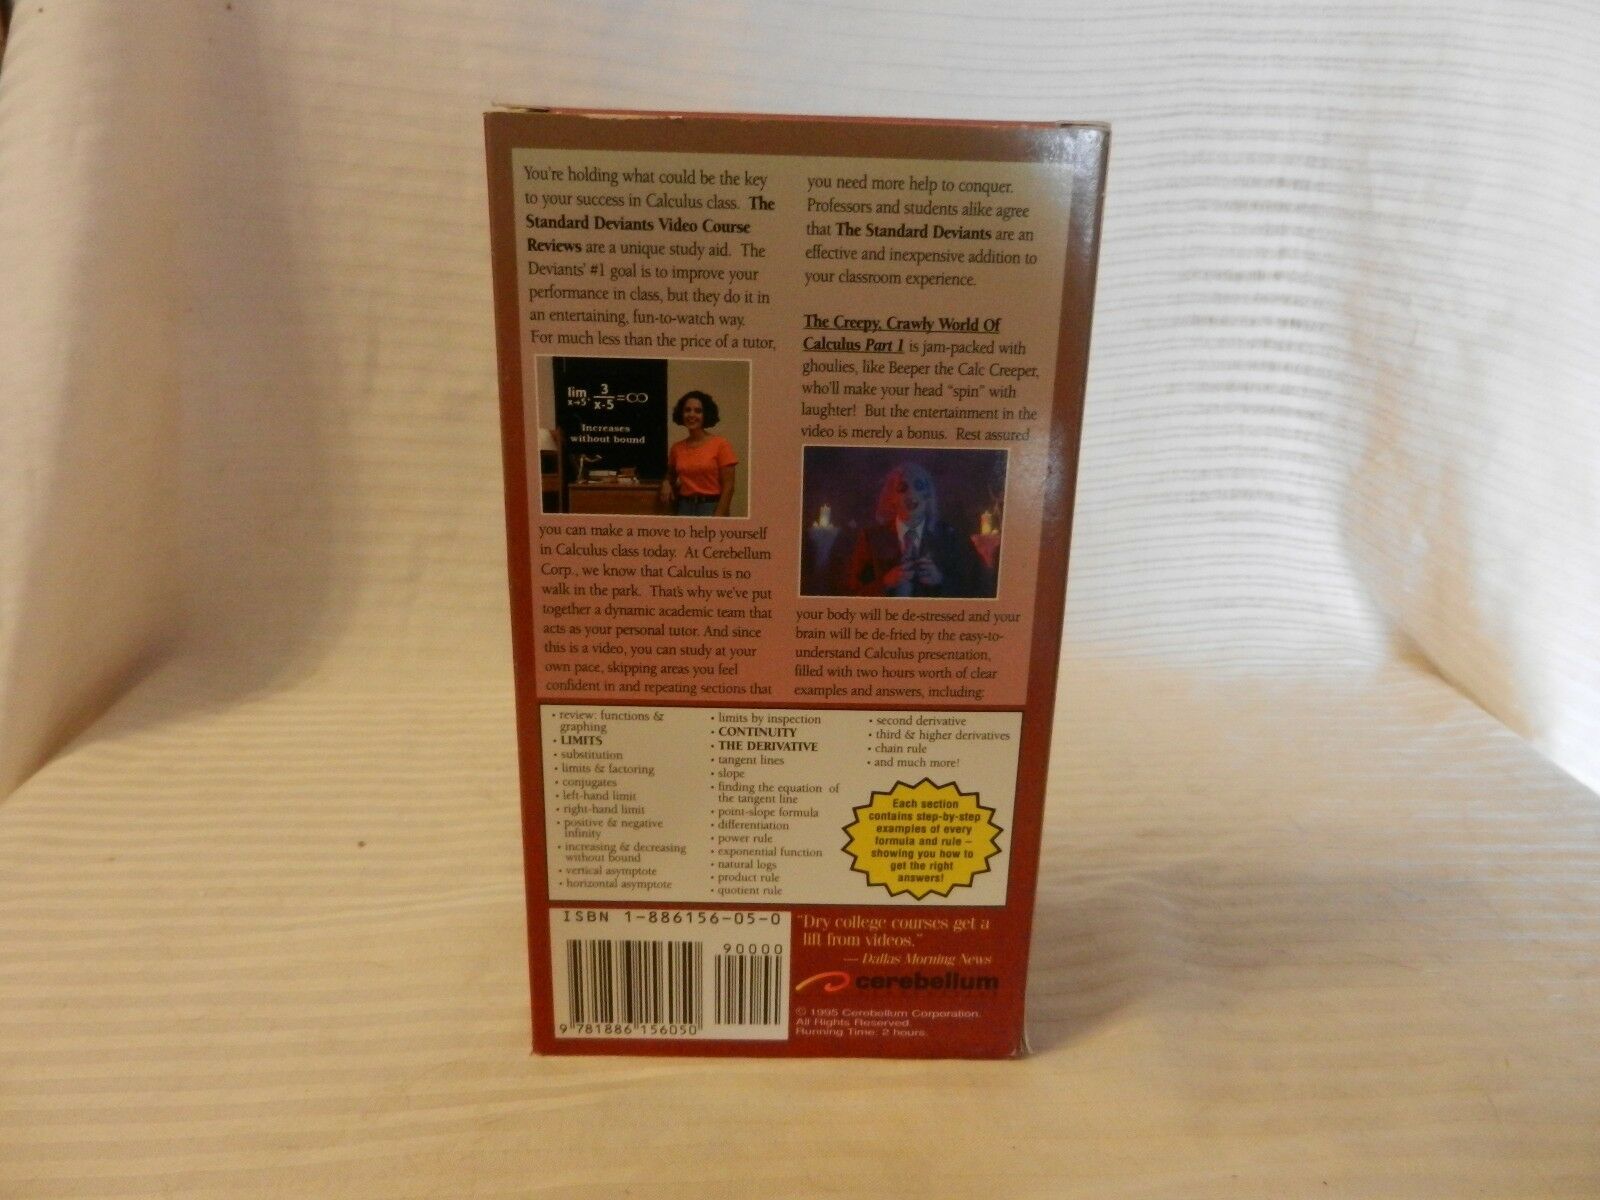 You're holding what could be the key
to your success in Calculus class. The
Standard Deviants Video Course
Reviews are a unique study aid. The
Deviants' #1 goal is to improve your
performance in class, but they do it in
an entertaining, fun-to-watch way.
For much less than the price of a tutor,
lim 3
x→5⁺ x-5 =∞
Increases
without bound
you can make a move to help yourself
in Calculus class today. At Cerebellum
Corp., we know that Calculus is no
walk in the park. That's why we've put
together a dynamic academic team that
acts as your personal tutor. And since
this is a video, you can study at your
own pace, skipping areas you feel
confident in and repeating sections that
you need more help to conquer.
Professors and students alike agree
that The Standard Deviants are an
effective and inexpensive addition to
your classroom experience.
The Creepy, Crawly World Of
Calculus Part 1 is jam-packed with
ghoulies, like Beeper the Calc Creeper,
who'll make your head "spin" with
laughter! But the entertainment in the
video is merely a bonus. Rest assured
your body will be de-stressed and your
brain will be de-fried by the easy-to-
understand Calculus presentation,
filled with two hours worth of clear
examples and answers, including:
• review: functions &
graphing
• LIMITS
• substitution
• limits & factoring
• conjugates
• left-hand limit
• right-hand limit
• positive & negative
infinity
• increasing & decreasing
without bound
• vertical asymptote
• horizontal asymptote
• limits by inspection
• CONTINUITY
• THE DERIVATIVE
• tangent lines
• slope
• finding the equation of
the tangent line
• point-slope formula
• differentiation
• power rule
• exponential function
• natural logs
• product rule
• quotient rule
• second derivative
• third & higher derivatives
• chain rule
• and much more!
Each section
contains step-by-step
examples of every
formula and rule –
showing you how to
get the right
answers!
ISBN 1-886156-05-0
90000
9 781886 156050
"Dry college courses get a
lift from videos."
— Dallas Morning News
cerebellum
© 1995 Cerebellum Corporation.
All Rights Reserved.
Running Time: 2 hours.